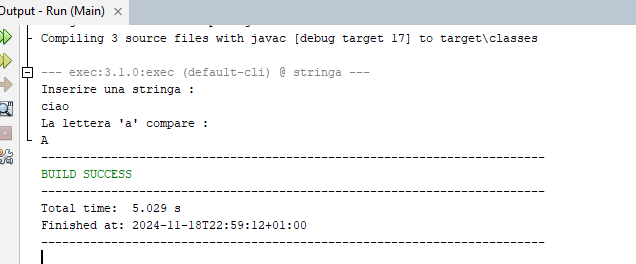 Output - Run (Main) ×
Compiling 3 source files with javac [debug target 17] to target\classes
--- exec:3.1.0:exec (default-cli) @ stringa ---
Inserire una stringa :
ciao
La lettera 'a' compare :
A
------------------------------------------------------------------------
BUILD SUCCESS
------------------------------------------------------------------------
Total time:  5.029 s
Finished at: 2024-11-18T22:59:12+01:00
------------------------------------------------------------------------